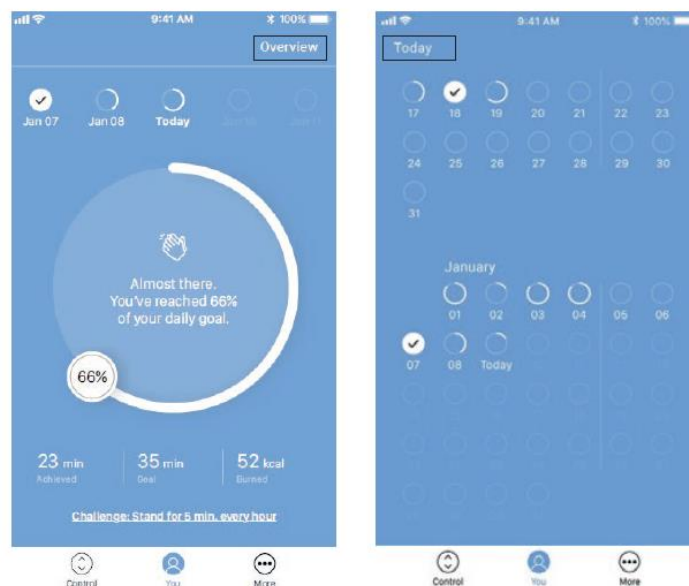 9:41 AM 100%
Overview
Jan 07 Jan 08 Today
Almost there.
You've reached 66%
of your daily goal.
66%
23 min 35 min 52 kcal
Achieved Goal Burned
Challenge: Stand for 5 min. every hour
Control You More
9:41 AM 100%
Today
17 18 19 20 21 22 23
24 25 26 27 28 29 30
31
January
01 02 03 04 05 06
07 08 Today
Control You More